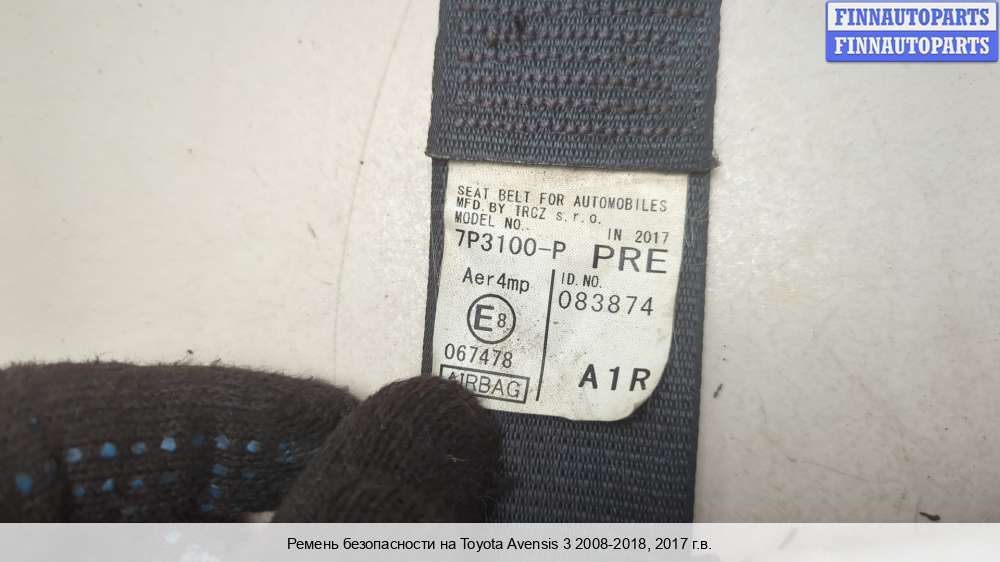 FINNAUTOPARTS
FINNAUTOPARTS
SEAT BELT FOR AUTOMOBILES
MFD. BY TRCZ s.r.o.
MODEL NO.. IN 2017
7P3100-P PRE
Aer4mp
ID. NO.
083874
E8
067478
AIRBAG
A1R
Ремень безопасности на Toyota Avensis 3 2008-2018, 2017 г.в.